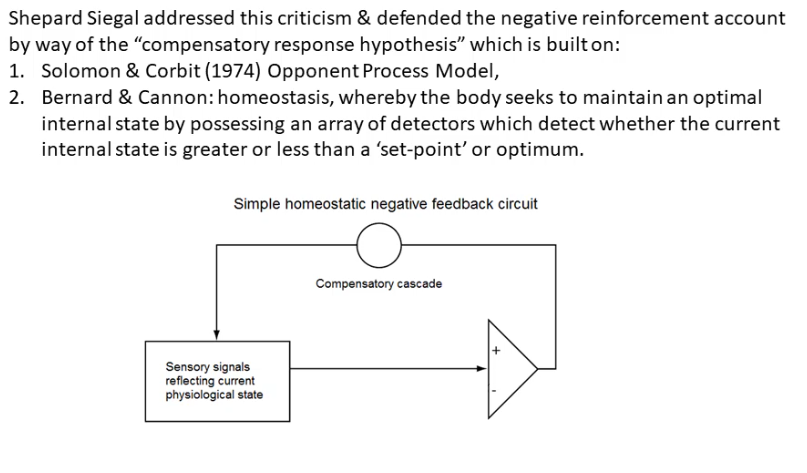 Shepard Siegal addressed this criticism & defended the negative reinforcement account
by way of the “compensatory response hypothesis” which is built on:
1. Solomon & Corbit (1974) Opponent Process Model,
2. Bernard & Cannon: homeostasis, whereby the body seeks to maintain an optimal
internal state by possessing an array of detectors which detect whether the current
internal state is greater or less than a ‘set-point’ or optimum.
Simple homeostatic negative feedback circuit
Compensatory cascade
+
Sensory signals
reflecting current
physiological state
-